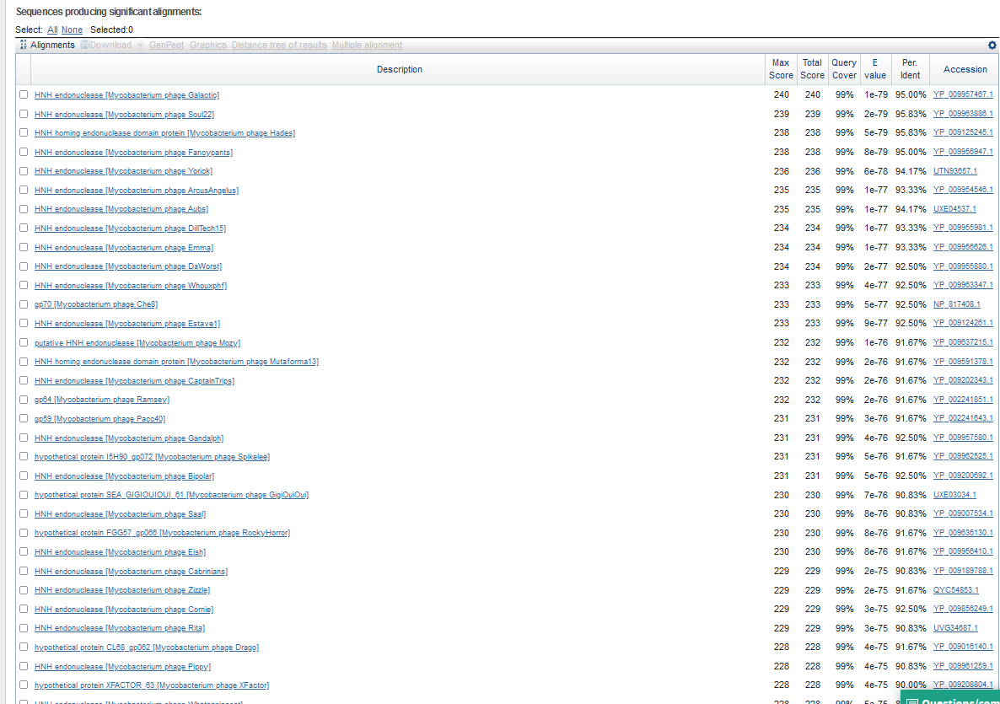 Sequences producing significant alignments:
Select: All None Selected:0
Alignments Download GenPept Graphics Distance tree of results Multiple alignment
Description Max Score Total Score Query Cover E value Per. Ident Accession
HNH endonuclease [Mycobacterium phage Galactic] 240 240 99% 1e-79 95.00% YP_009957467.1
HNH endonuclease [Mycobacterium phage Soul22] 239 239 99% 2e-79 95.83% YP_009963886.1
HNH homing endonuclease domain protein [Mycobacterium phage Hades] 238 238 99% 5e-79 95.83% YP_009125245.1
HNH endonuclease [Mycobacterium phage Fancypants] 238 238 99% 8e-79 95.00% YP_009956947.1
HNH endonuclease [Mycobacterium phage Yorick] 236 236 99% 6e-78 94.17% UTN93657.1
HNH endonuclease [Mycobacterium phage ArcusAngelus] 235 235 99% 1e-77 93.33% YP_009954546.1
HNH endonuclease [Mycobacterium phage Aubs] 235 235 99% 1e-77 94.17% UXE04537.1
HNH endonuclease [Mycobacterium phage DillTech15] 234 234 99% 1e-77 93.33% YP_009955981.1
HNH endonuclease [Mycobacterium phage Emma] 234 234 99% 1e-77 93.33% YP_009956626.1
HNH endonuclease [Mycobacterium phage DaWorst] 234 234 99% 2e-77 92.50% YP_009955880.1
HNH endonuclease [Mycobacterium phage Whouxphf] 233 233 99% 4e-77 92.50% YP_009963347.1
gp70 [Mycobacterium phage Che8] 233 233 99% 5e-77 92.50% NP_817408.1
HNH endonuclease [Mycobacterium phage Estave1] 233 233 99% 9e-77 92.50% YP_009124261.1
putative HNH endonuclease [Mycobacterium phage Mozy] 232 232 99% 1e-76 91.67% YP_009637215.1
HNH homing endonuclease domain protein [Mycobacterium phage Mutaforma13] 232 232 99% 2e-76 91.67% YP_009591378.1
HNH endonuclease [Mycobacterium phage CaptainTrips] 232 232 99% 2e-76 91.67% YP_009202343.1
gp64 [Mycobacterium phage Ramsey] 232 232 99% 2e-76 91.67% YP_002241851.1
gp59 [Mycobacterium phage Pacc40] 231 231 99% 3e-76 91.67% YP_002241643.1
HNH endonuclease [Mycobacterium phage Gandalph] 231 231 99% 4e-76 92.50% YP_009957580.1
hypothetical protein I5H90_gp072 [Mycobacterium phage Spikelee] 231 231 99% 5e-76 91.67% YP_009962525.1
HNH endonuclease [Mycobacterium phage Bipolar] 231 231 99% 5e-76 92.50% YP_009200692.1
hypothetical protein SEA_GIGIOUIOUI_61 [Mycobacterium phage GigiOuiOui] 230 230 99% 7e-76 90.83% UXE03034.1
HNH endonuclease [Mycobacterium phage Saal] 230 230 99% 8e-76 90.83% YP_009007534.1
hypothetical protein FGG57_gp066 [Mycobacterium phage RockyHorror] 230 230 99% 8e-76 91.67% YP_009636130.1
HNH endonuclease [Mycobacterium phage Eish] 230 230 99% 8e-76 91.67% YP_009956410.1
HNH endonuclease [Mycobacterium phage Cabrinians] 229 229 99% 2e-75 90.83% YP_009189788.1
HNH endonuclease [Mycobacterium phage Zizzle] 229 229 99% 2e-75 91.67% QYC54853.1
HNH endonuclease [Mycobacterium phage Cornie] 229 229 99% 3e-75 92.50% YP_009856249.1
HNH endonuclease [Mycobacterium phage Rita] 229 229 99% 3e-75 90.83% UVG34687.1
hypothetical protein CL68_gp062 [Mycobacterium phage Drago] 228 228 99% 4e-75 91.67% YP_009016140.1
HNH endonuclease [Mycobacterium phage Pippy] 228 228 99% 4e-75 90.83% YP_009961259.1
hypothetical protein XFACTOR_63 [Mycobacterium phage XFactor] 228 228 99% 4e-75 90.00% YP_009208804.1
HNH endonuclease [Mycobacterium phage 228 228 99% 5e-75